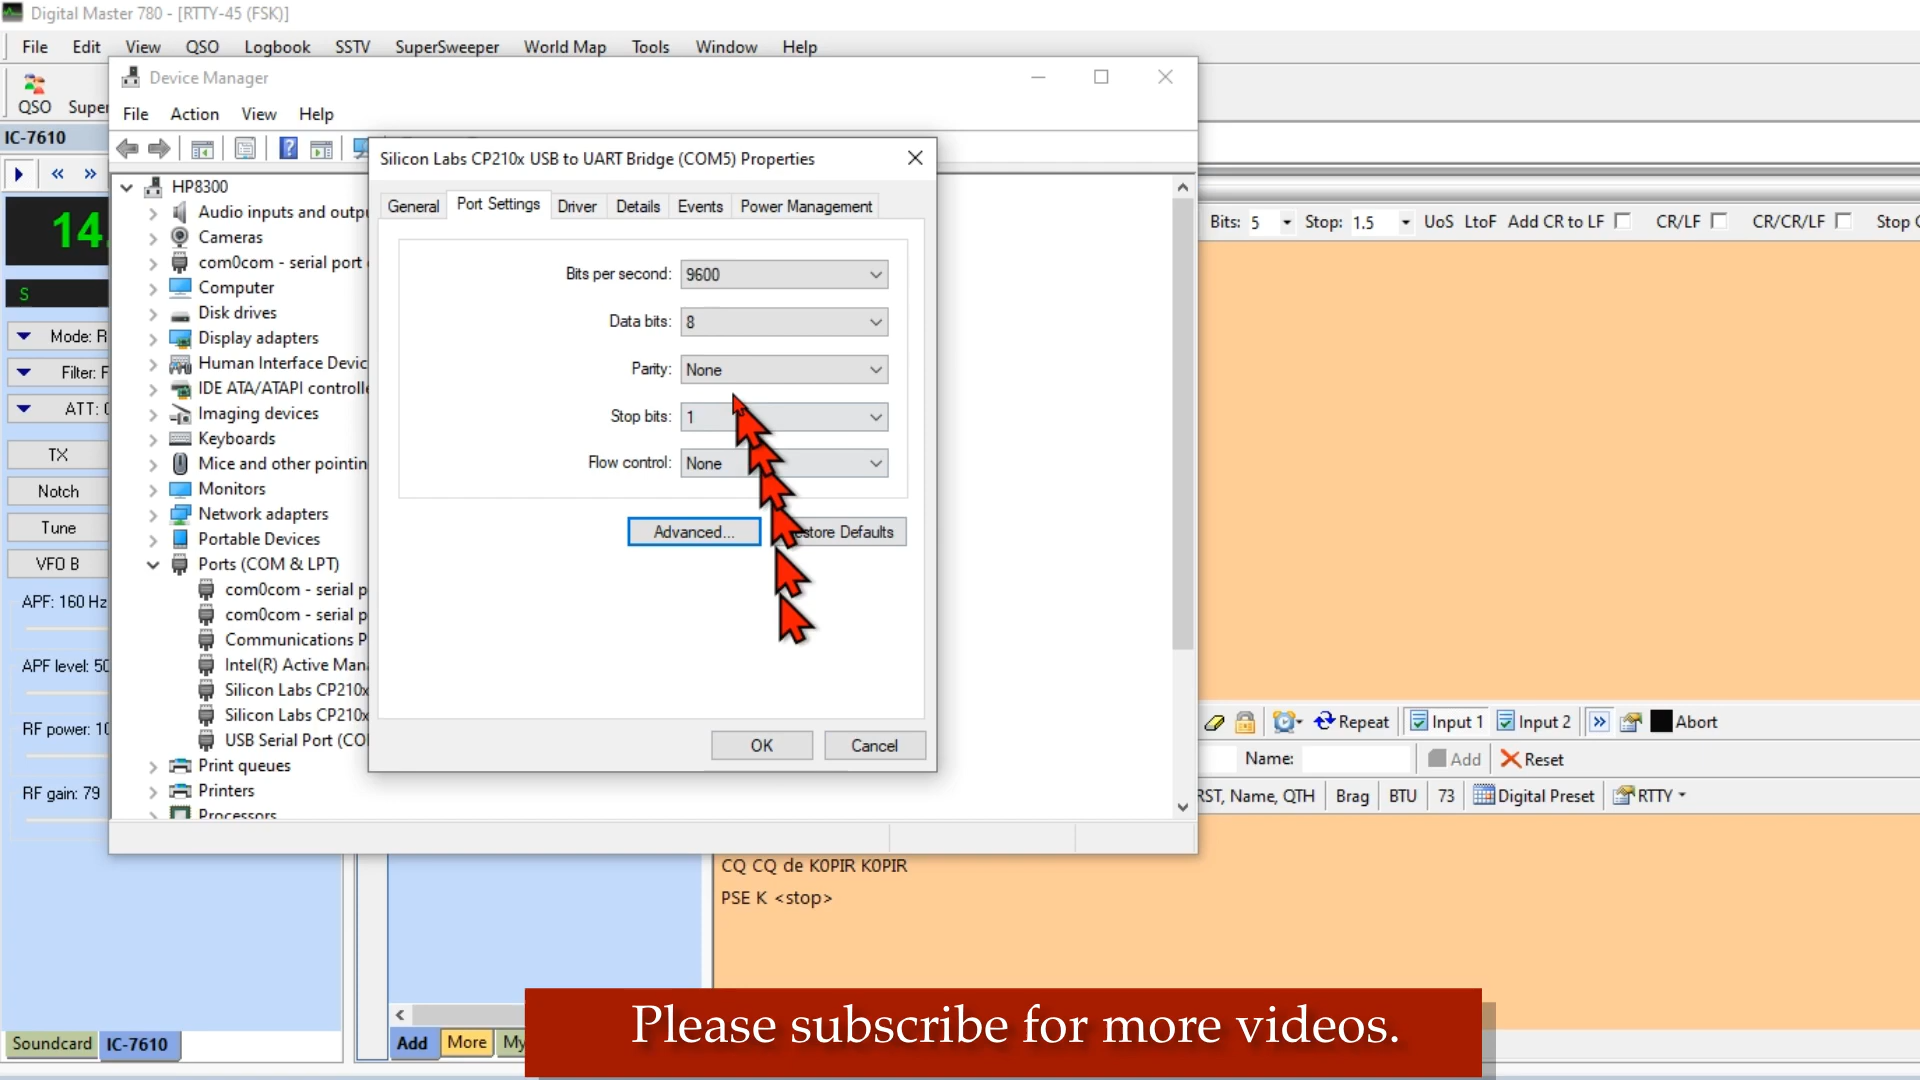 Digital Master 780 - [RTTY-45 (FSK)]
File Edit View QSO Logbook SSTV SuperSweeper World Map Tools Window Help
QSO Super
IC-7610
14.
S
Mode: R
Filter: F
ATT: 
TX
Notch
Tune
VFO B
APF: 160 Hz
APF level: 50
RF power: 10
RF gain: 79
Soundcard IC-7610
Device Manager
File Action View Help
HP8300
Audio inputs and outp
Cameras
com0com - serial port
Computer
Disk drives
Display adapters
Human Interface Devic
IDE ATA/ATAPI controlle
Imaging devices
Keyboards
Mice and other pointin
Monitors
Network adapters
Portable Devices
Ports (COM & LPT)
com0com - serial p
com0com - serial p
Communications P
Intel(R) Active Mana
Silicon Labs CP210x
Silicon Labs CP210x
USB Serial Port (CO
Print queues
Printers
Processors
Silicon Labs CP210x USB to UART Bridge (COM5) Properties
General Port Settings Driver Details Events Power Management
Bits per second: 9600
Data bits: 8
Parity: None
Stop bits: 1
Flow control: None
Advanced... store Defaults
OK Cancel
Bits: 5 Stop: 1.5 UoS LtoF Add CR to LF CR/LF CR/CR/LF Stop
Repeat Input 1 Input 2 Abort
Name: Add Reset
RST, Name, QTH Brag BTU 73 Digital Preset RTTY
CQ CQ de K0PIR K0PIR
PSE K <stop>
Add More My
Please subscribe for more videos.